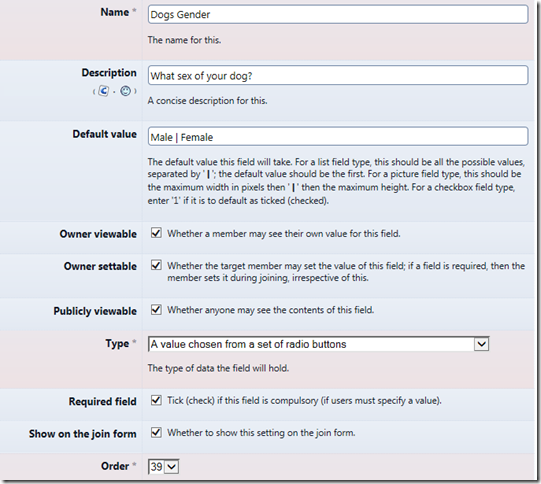 Name *
Dogs Gender
The name for this.
Description
What sex of your dog?
A concise description for this.
Default value
Male | Female
The default value this field will take. For a list field type, this should be all the possible values,
separated by ' | '; the default value should be the first. For a picture field type, this should be
the maximum width in pixels then ' | ' then the maximum height. For a checkbox field type,
enter '1' if it is to default as ticked (checked).
Owner viewable
Whether a member may see their own value for this field.
Owner settable
Whether the target member may set the value of this field; if a field is required, then the
member sets it during joining, irrespective of this.
Publicly viewable
Whether anyone may see the contents of this field.
Type *
A value chosen from a set of radio buttons
The type of data the field will hold.
Required field
Tick (check) if this field is compulsory (if users must specify a value).
Show on the join form
Whether to show this setting on the join form.
Order *
39